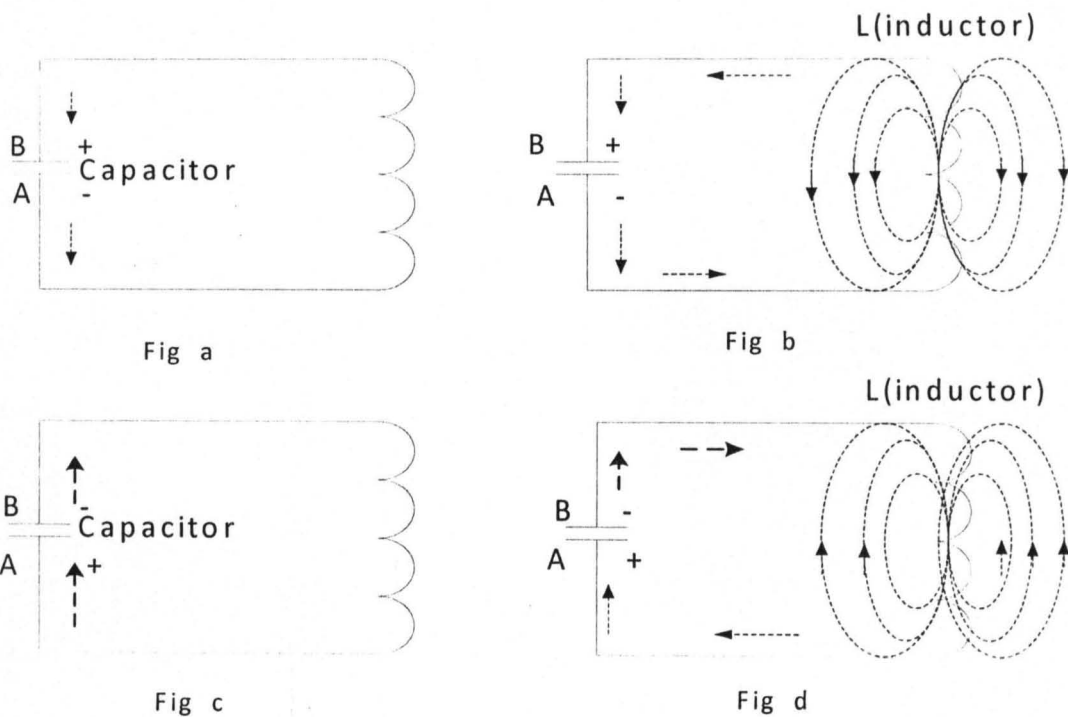 L(inductor)
B
+
Capacitor
A
-
Fig a
B
+
A
-
Fig b
L(inductor)
B
-
Capacitor
A
+
Fig c
B
-
A
+
Fig d